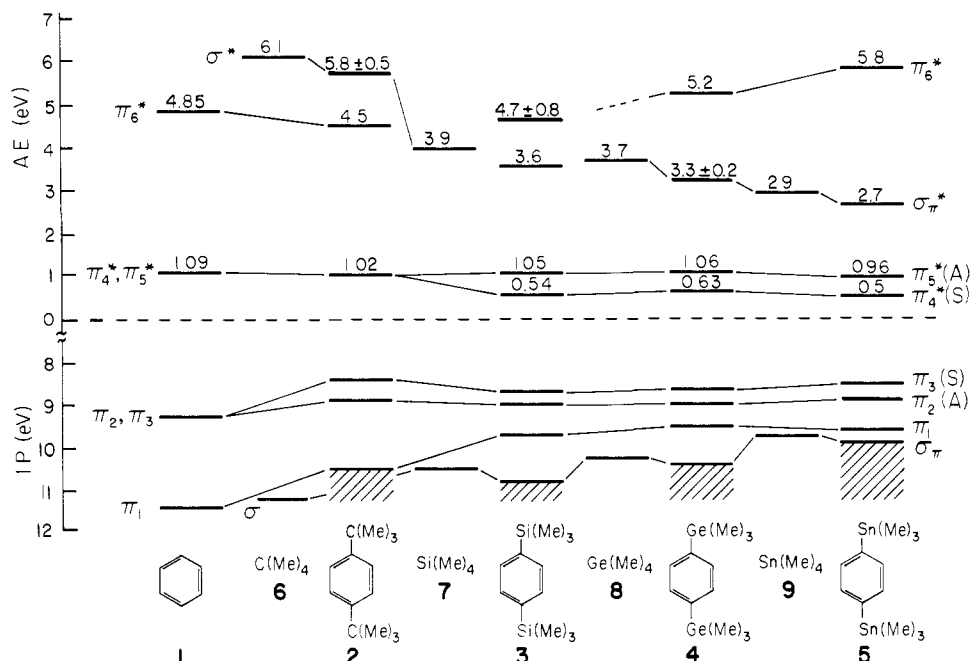 AE (eV)
7
6
5
4
3
2
1
0
σ*
6 1
5.8 ± 0.5
π6*
4.85
4 5
3.9
4.7 ± 0.8
3.6
3.7
5.2
3.3 ± 0.2
2 9
5 8
π6*
2.7
σπ*
π4*, π5*
1.09
1.02
1 05
1.06
0 96
π5*(A)
0.54
0.63
0 5
π4*(S)
IP (eV)
8
9
10
11
12
π2, π3
π1
σ
π3 (S)
π2 (A)
π1
σπ
C(Me)4
6
C(Me)3
C(Me)3
Si(Me)4
7
Si(Me)3
Si(Me)3
Ge(Me)4
8
Ge(Me)3
Ge(Me)3
Sn(Me)4
9
Sn(Me)3
Sn(Me)3
1
2
3
4
5